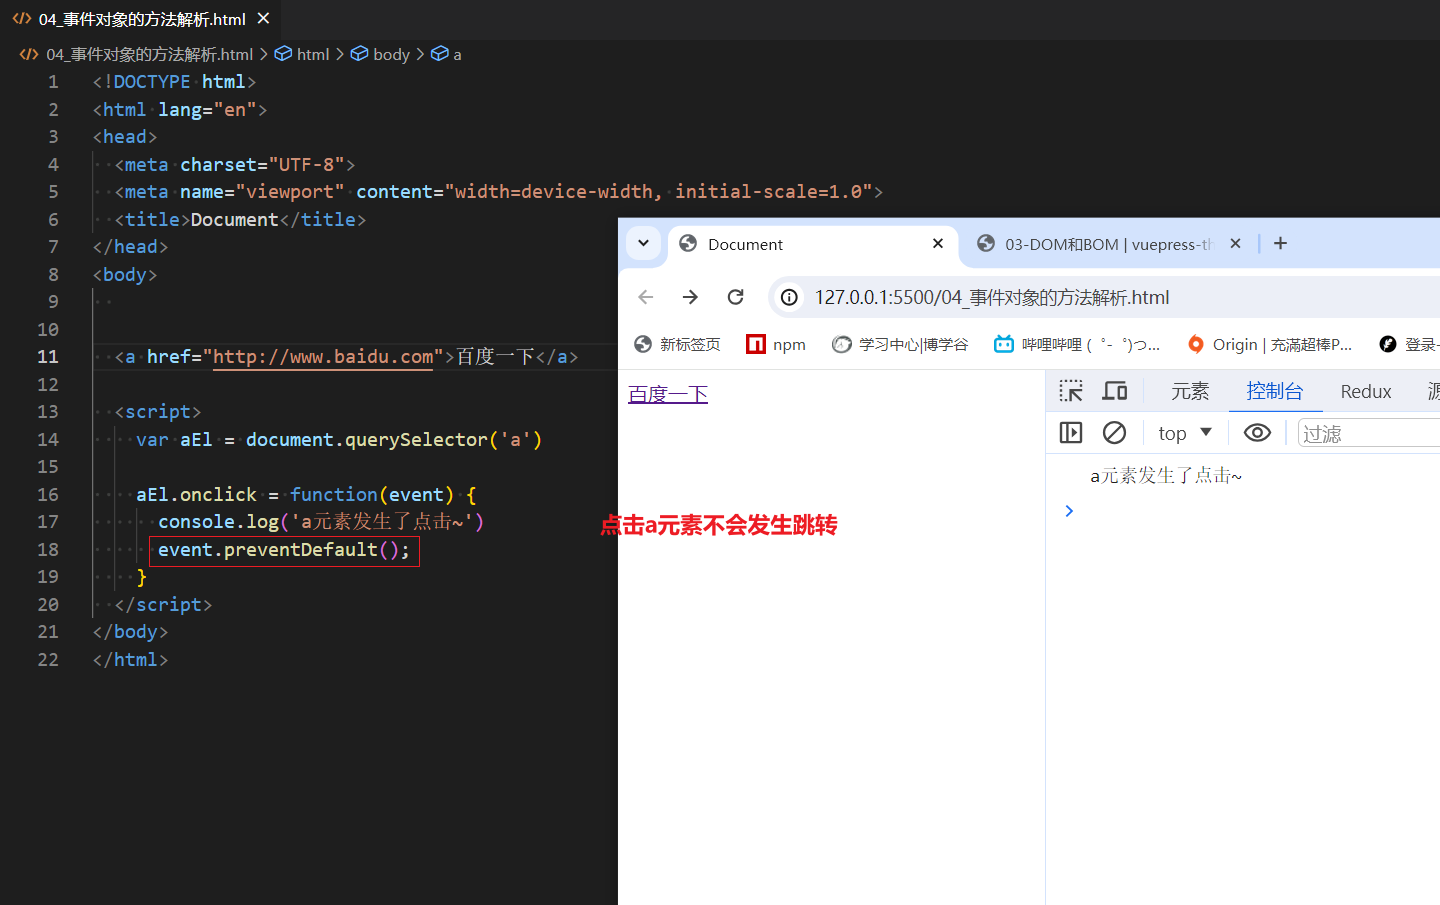 04_事件对象的方法解析.html
04_事件对象的方法解析.html > html > body > a
1 <!DOCTYPE html>
2 <html lang="en">
3 <head>
4 <meta charset="UTF-8">
5 <meta name="viewport" content="width=device-width, initial-scale=1.0">
6 <title>Document</title>
7 </head>
8 <body>
9
10
11 <a href="http://www.baidu.com">百度一下</a>
12
13 <script>
14 var aEl = document.querySelector('a')
15
16 aEl.onclick = function(event) {
17 console.log('a元素发生了点击~')
18 event.preventDefault();
19 }
20 </script>
21 </body>
22 </html>
Document 03-DOM和BOM | vuepress-th
127.0.0.1:5500/04_事件对象的方法解析.html
新标签页 npm 学习中心|博学谷 哔哩哔哩 (゜-゜)つ... Origin | 充满超棒P... 登录-
百度一下
元素 控制台 Redux 源
top 过滤
a元素发生了点击~
点击a元素不会发生跳转